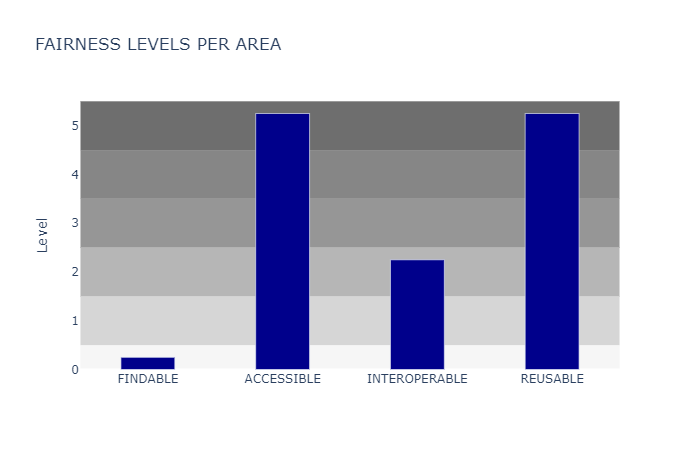 FAIRNESS LEVELS PER AREA
5
4
3
2
1
0
Level
FINDABLE ACCESSIBLE INTEROPERABLE REUSABLE